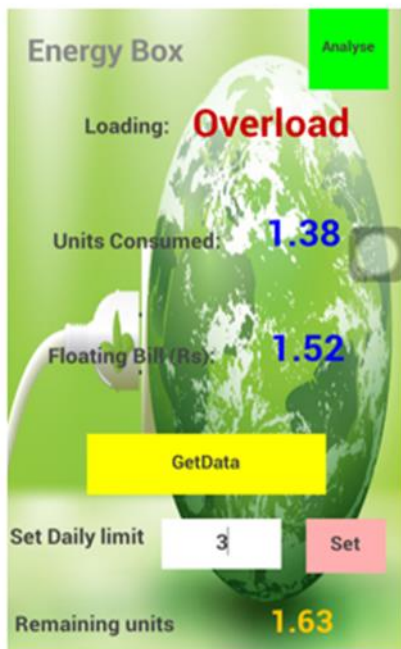 Energy Box
Analyse
Loading: Overload
Units Consumed: 1.38
Floating Bill (Rs): 1.52
GetData
Set Daily limit 3 Set
Remaining units 1.63